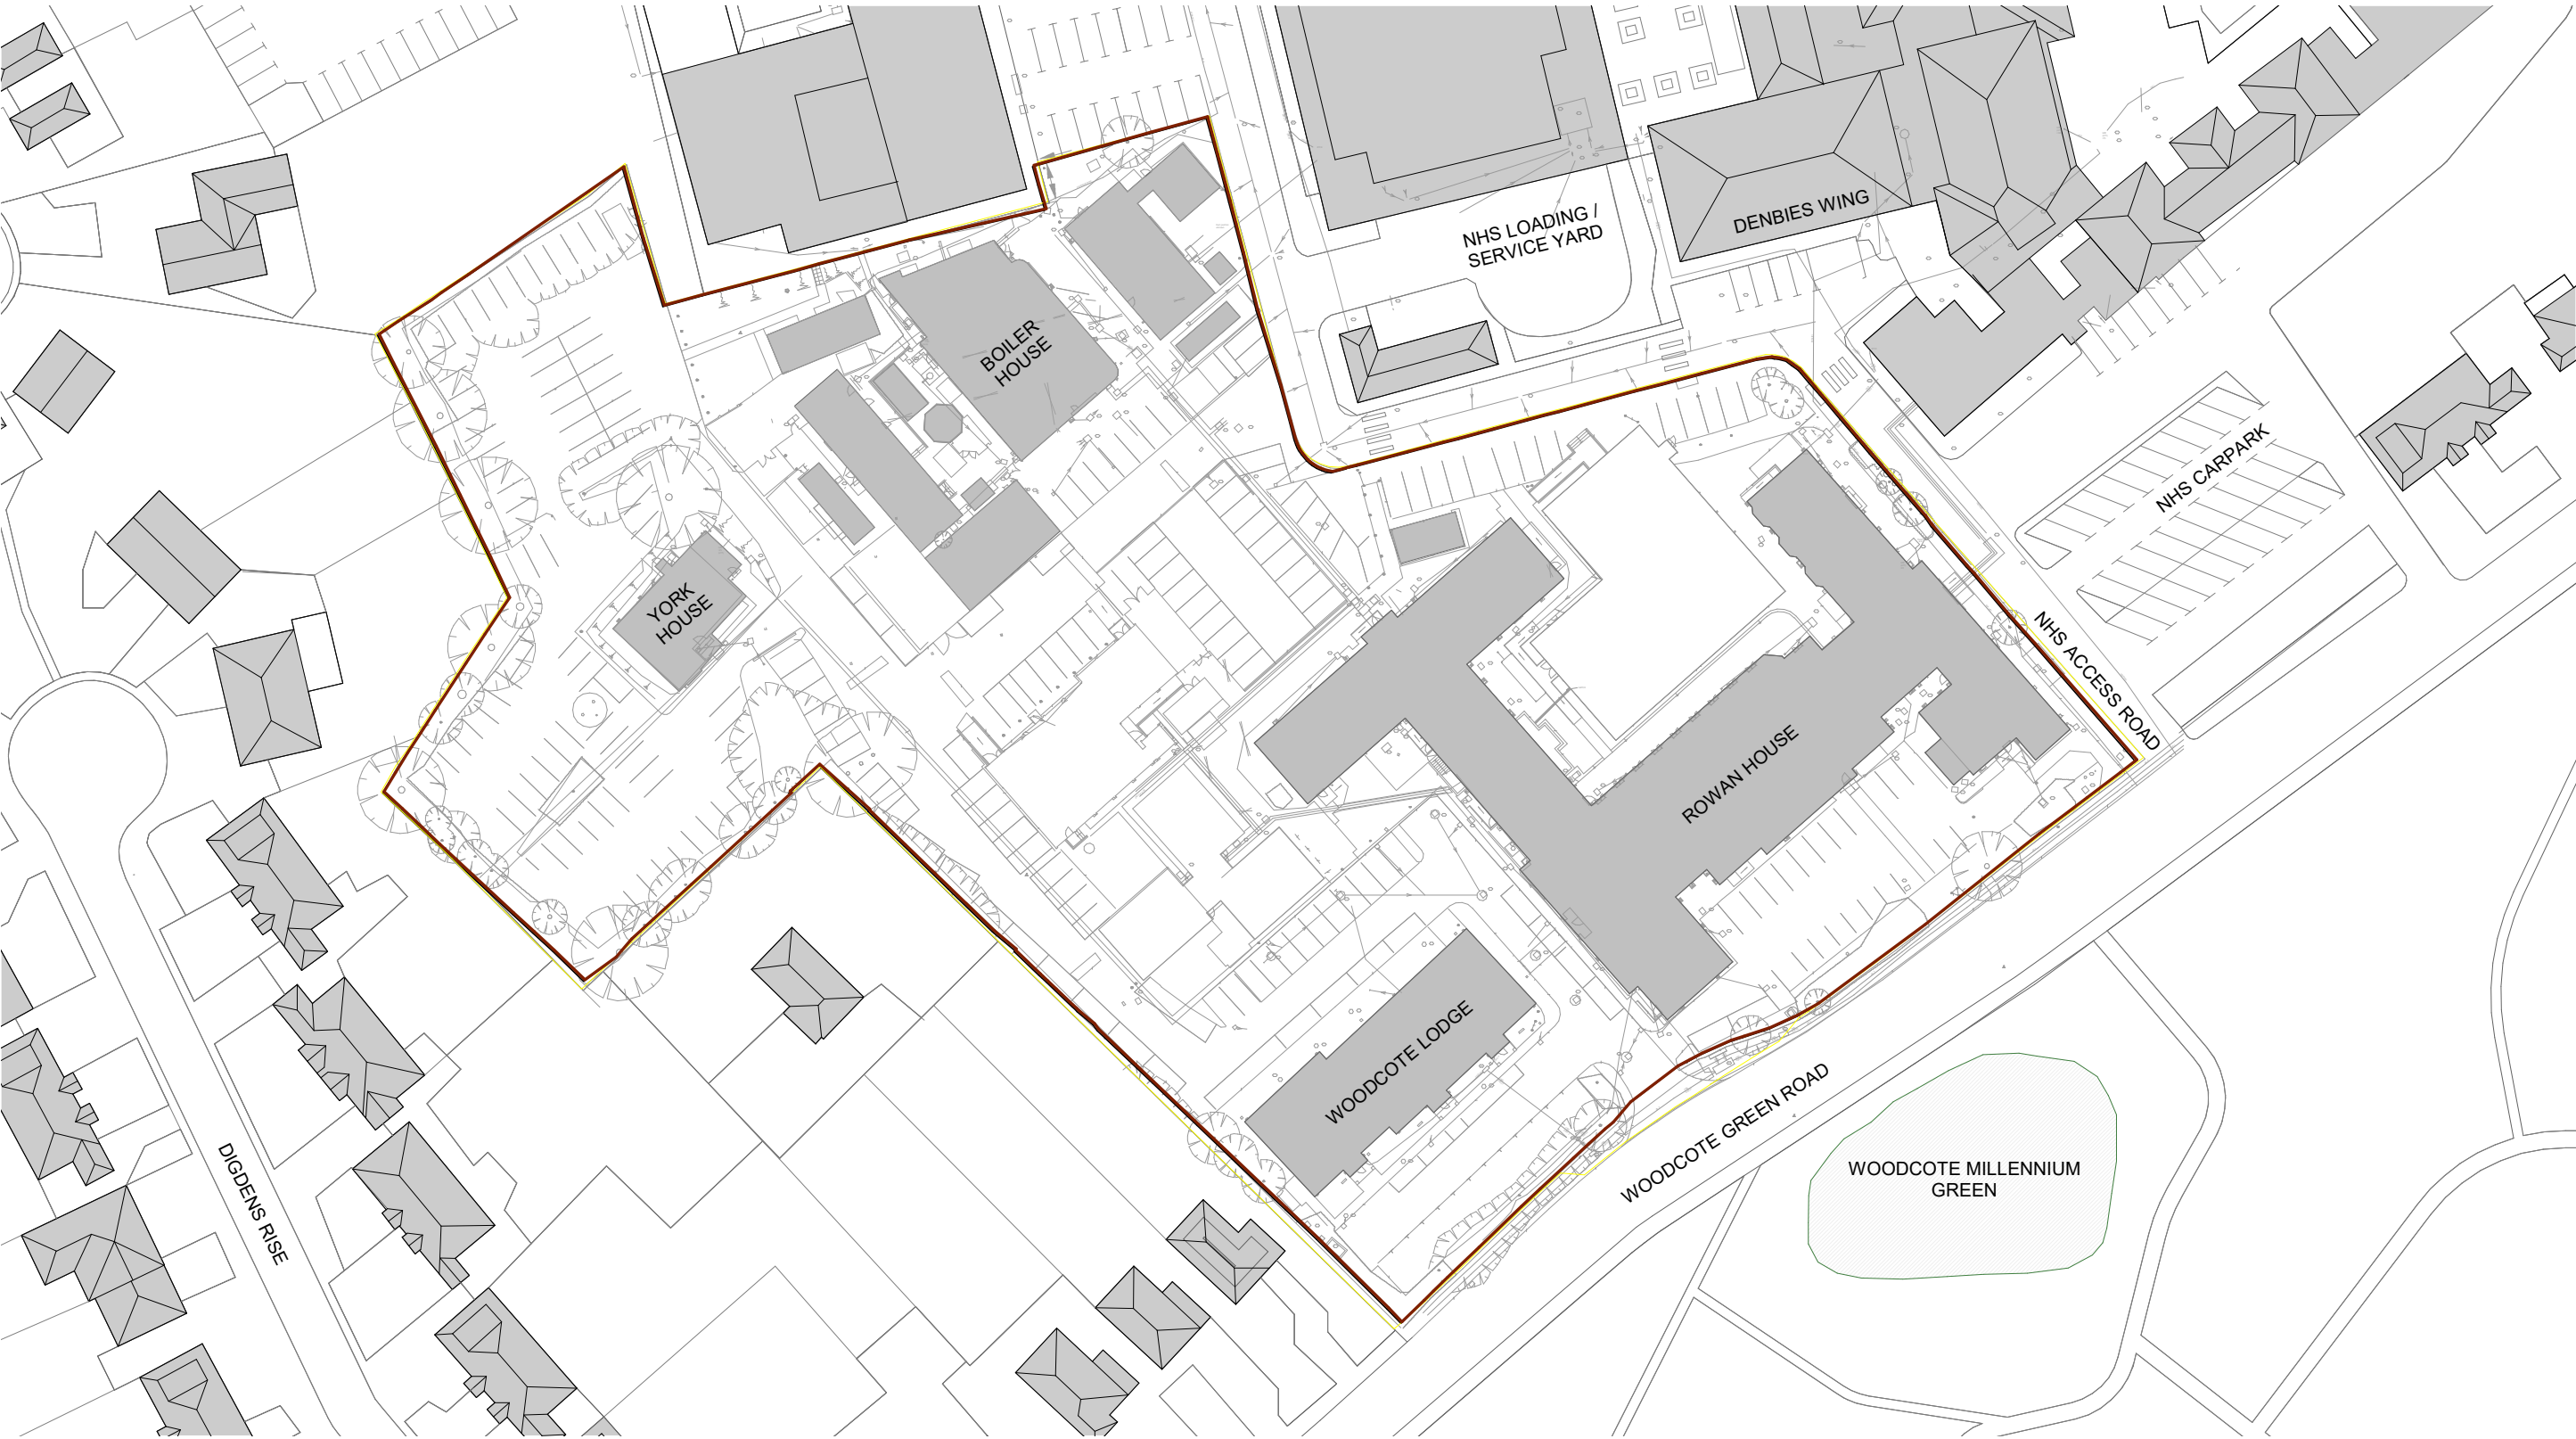 DENBIES WING
NHS LOADING /
SERVICE YARD
BOILER
HOUSE
NHS CARPARK
YORK
HOUSE
NHS ACCESS ROAD
ROWAN HOUSE
WOODCOTE LODGE
WOODCOTE GREEN ROAD
WOODCOTE MILLENNIUM
GREEN
DIGDENS RISE